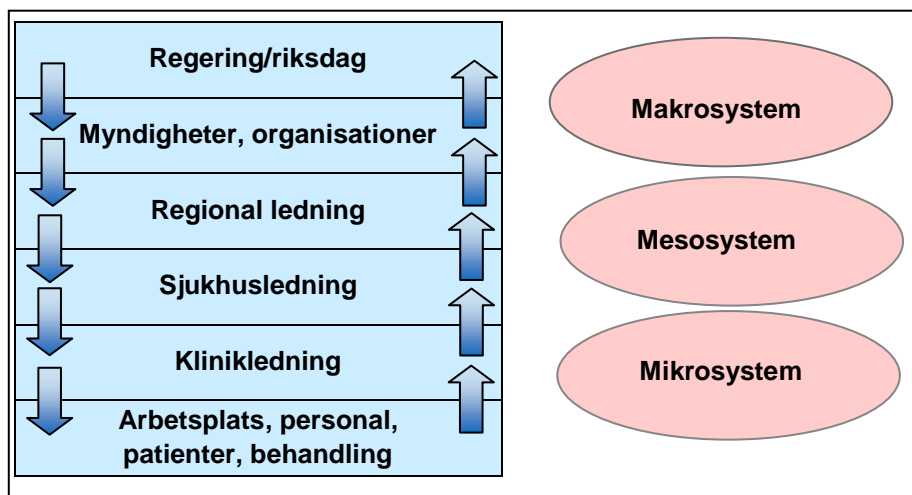 Regering/riksdag
Myndigheter, organisationer
Regional ledning
Sjukhusledning
Klinikledning
Arbetsplats, personal,
patienter, behandling
Makrosystem
Mesosystem
Mikrosystem